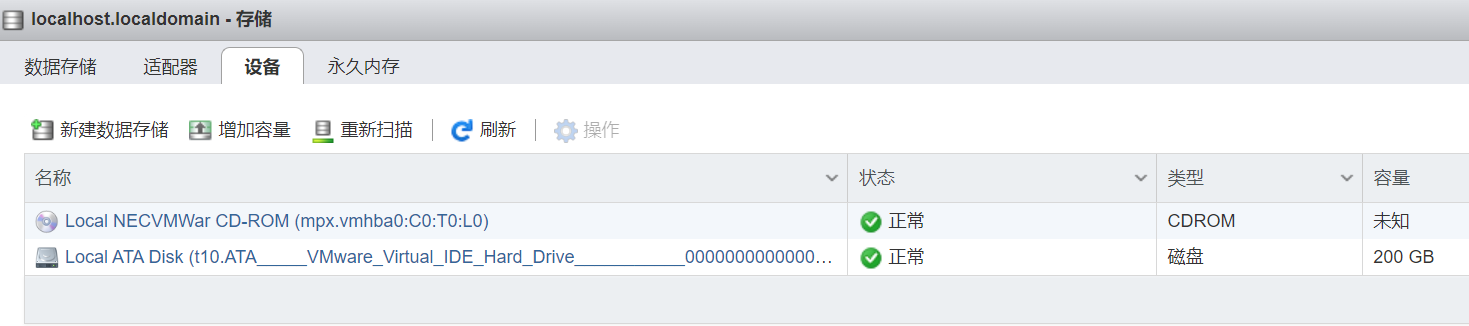 localhost.localdomain - 存储
数据存储 适配器 设备 永久内存
新建数据存储 增加容量 重新扫描 刷新 操作
名称 状态 类型 容量
Local NECVMWar CD-ROM (mpx.vmhba0:C0:T0:L0) 正常 CDROM 未知
Local ATA Disk (t10.ATA_____VMware_Virtual_IDE_Hard_Drive___________0000000000000... 正常 磁盘 200 GB